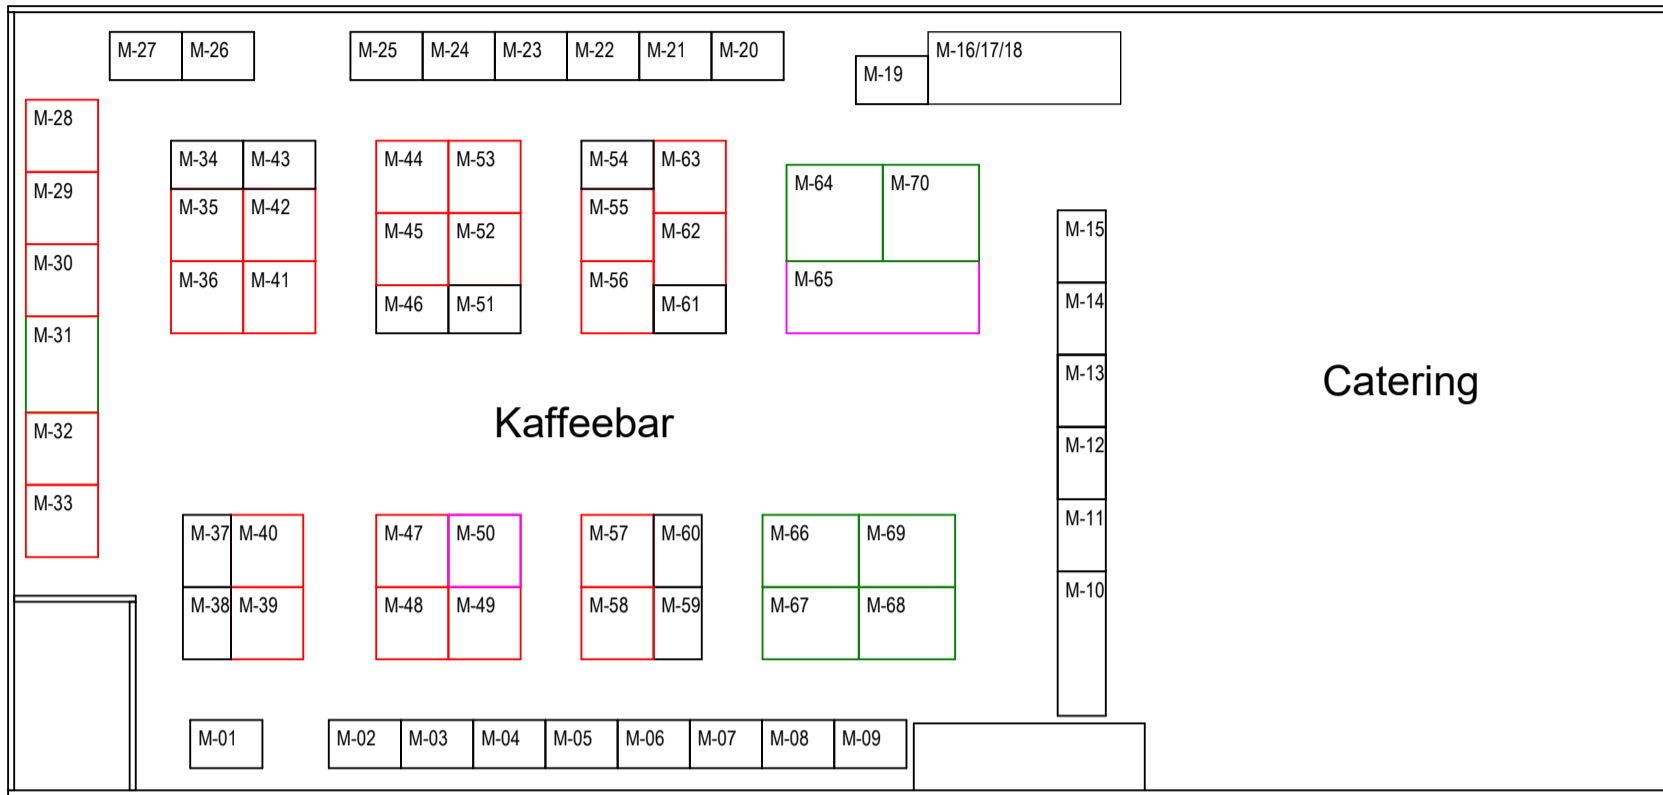 M-27 M-26 M-25 M-24 M-23 M-22 M-21 M-20 M-16/17/18
M-19
M-28
M-34 M-43 M-44 M-53 M-54 M-63
M-64 M-70
M-29
M-35 M-42 M-55
M-45 M-52 M-62
M-15
M-30
M-36 M-41 M-56 M-65
M-46 M-51 M-61
M-14
M-31
M-13
Catering
Kaffeebar
M-32
M-12
M-33
M-11
M-37 M-40 M-47 M-50 M-57 M-60 M-66 M-69
M-10
M-38 M-39 M-48 M-49 M-58 M-59 M-67 M-68
M-01 M-02 M-03 M-04 M-05 M-06 M-07 M-08 M-09